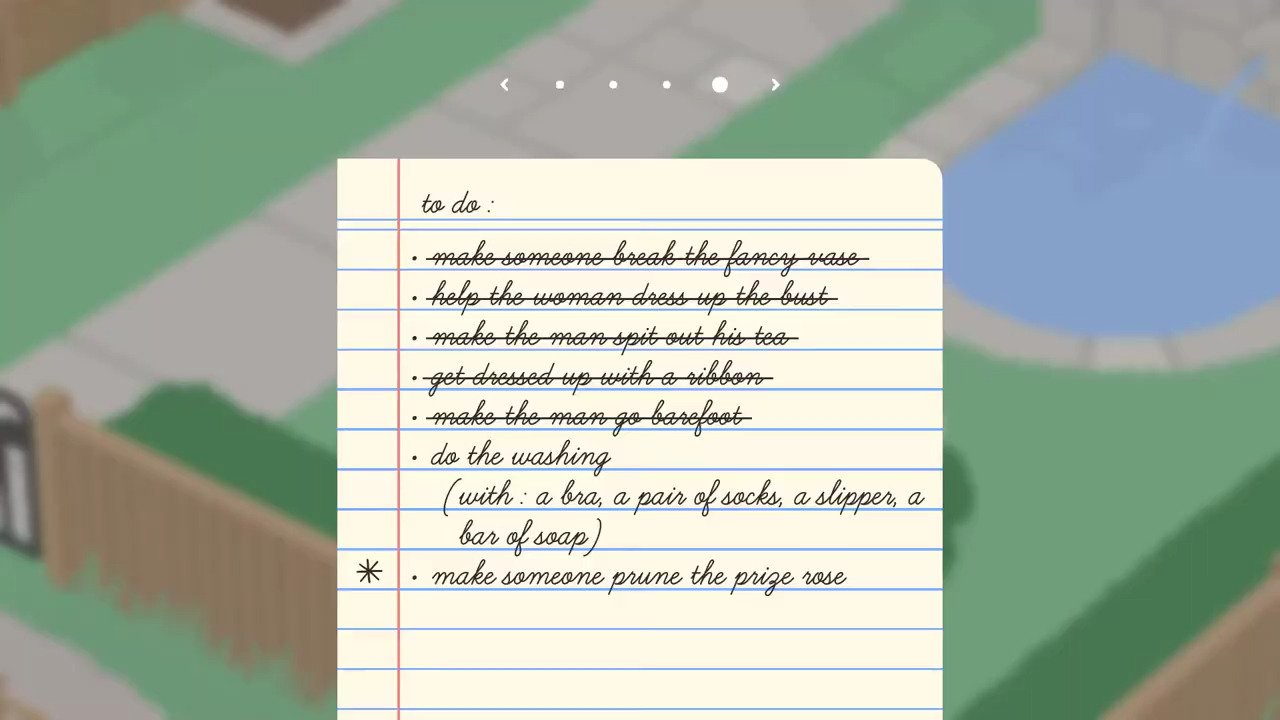 to do :
• make someone break the fancy vase
• help the woman dress up the bust
• make the man spit out his tea
• get dressed up with a ribbon
• make the man go barefoot
• do the washing
(with : a bra, a pair of socks, a slipper, a
bar of soap)
• make someone prune the prize rose